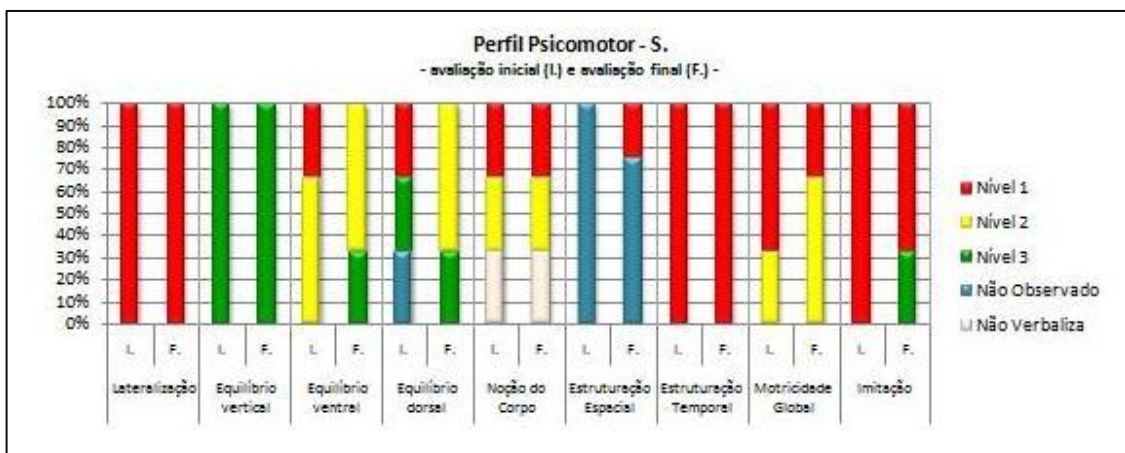 Perfil Psicomotor - S.
- avaliação inicial (I.) e avaliação final (F.) -
100%
90%
80%
70%
60%
50%
40%
30%
20%
10%
0%
I. F. I. F. I. F. I. F. I. F. I. F. I. F. I. F. I. F.
Lateralização Equilíbrio vertical Equilíbrio ventral Equilíbrio dorsal Noção do Corpo Estruturação Espacial Estruturação Temporal Motricidade Global Imitação
Nível 1
Nível 2
Nível 3
Não Observado
Não Verbaliza